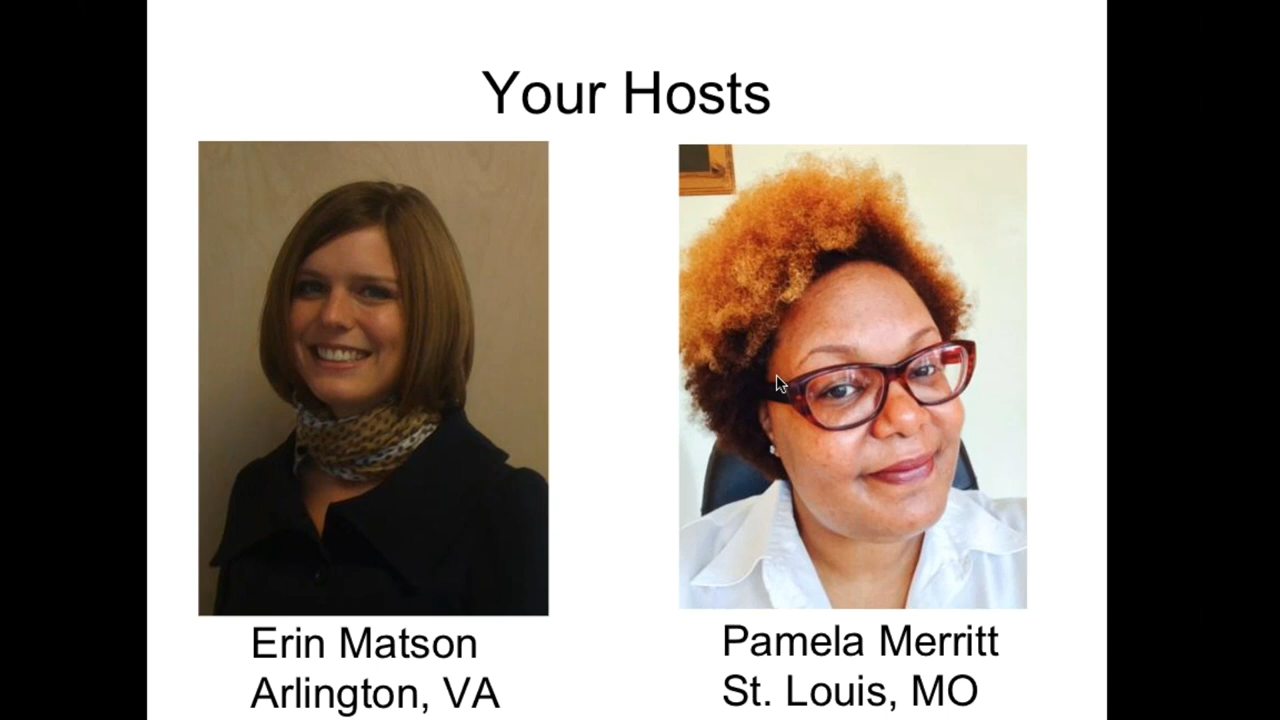 Your Hosts
Erin Matson
Arlington, VA
Pamela Merritt
St. Louis, MO